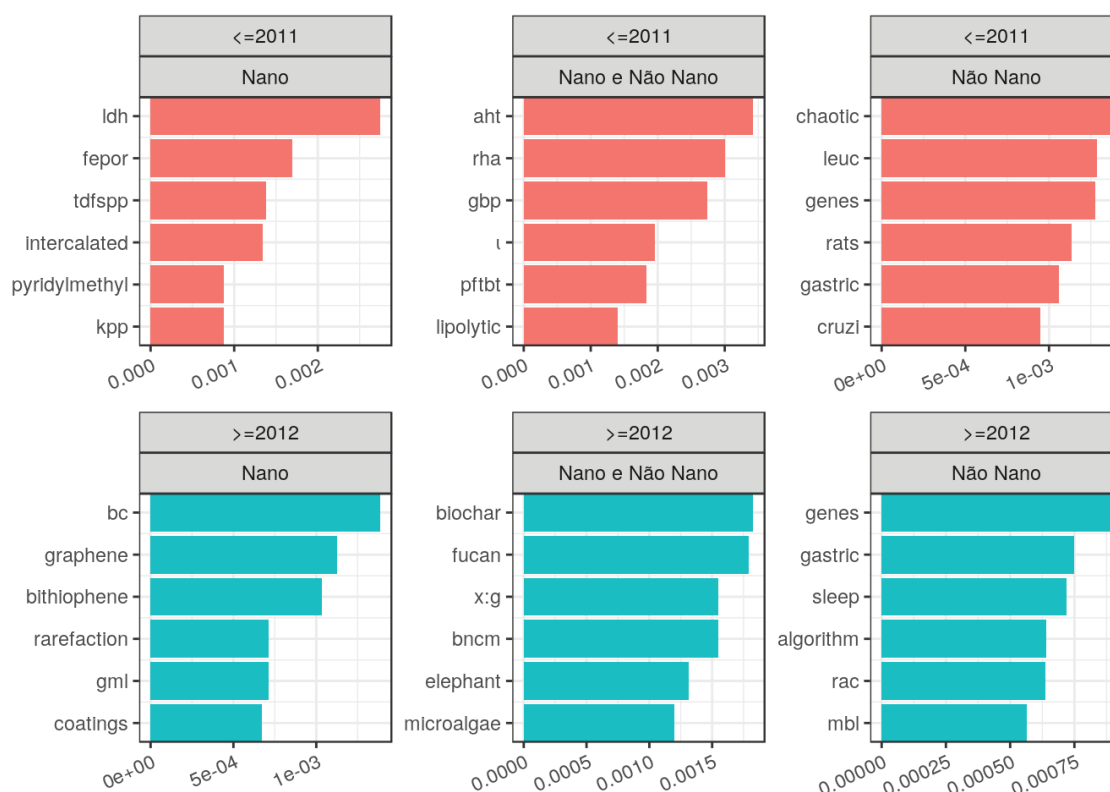 <=2011
Nano
ldh
fepor
tdfspp
intercalated
pyridylmethyl
kpp
0.000 0.001 0.002
<=2011
Nano e Não Nano
aht
rha
gbp
ι
pftbt
lipolytic
0.000 0.001 0.002 0.003
<=2011
Não Nano
chaotic
leuc
genes
rats
gastric
cruzi
0e+00 5e-04 1e-03
>=2012
Nano
bc
graphene
bithiophene
rarefaction
gml
coatings
0e+00 5e-04 1e-03
>=2012
Nano e Não Nano
biochar
fucan
x:g
bncm
elephant
microalgae
0.0000 0.0005 0.0010 0.0015
>=2012
Não Nano
genes
gastric
sleep
algorithm
rac
mbl
0.00000 0.00025 0.00050 0.00075